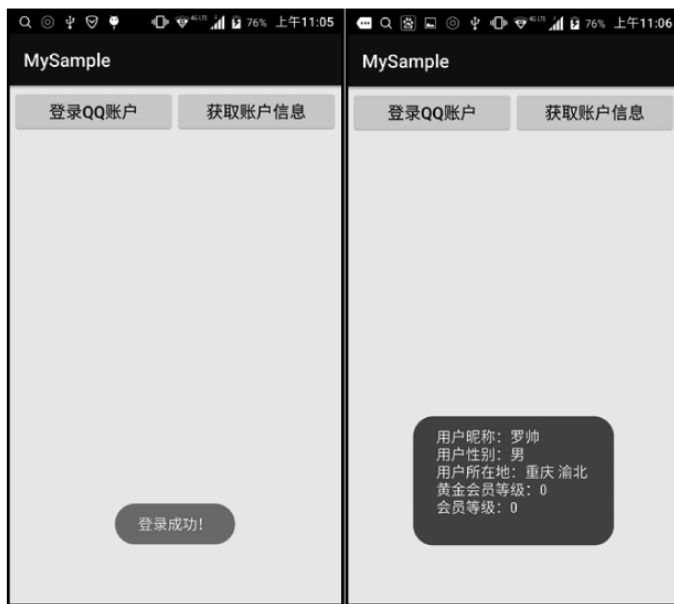 76% 上午11:05
MySample
登录QQ账户 获取账户信息
登录成功!
76% 上午11:06
MySample
登录QQ账户 获取账户信息
用户昵称: 罗帅
用户性别: 男
用户所在地: 重庆 渝北
黄金会员等级: 0
会员等级: 0